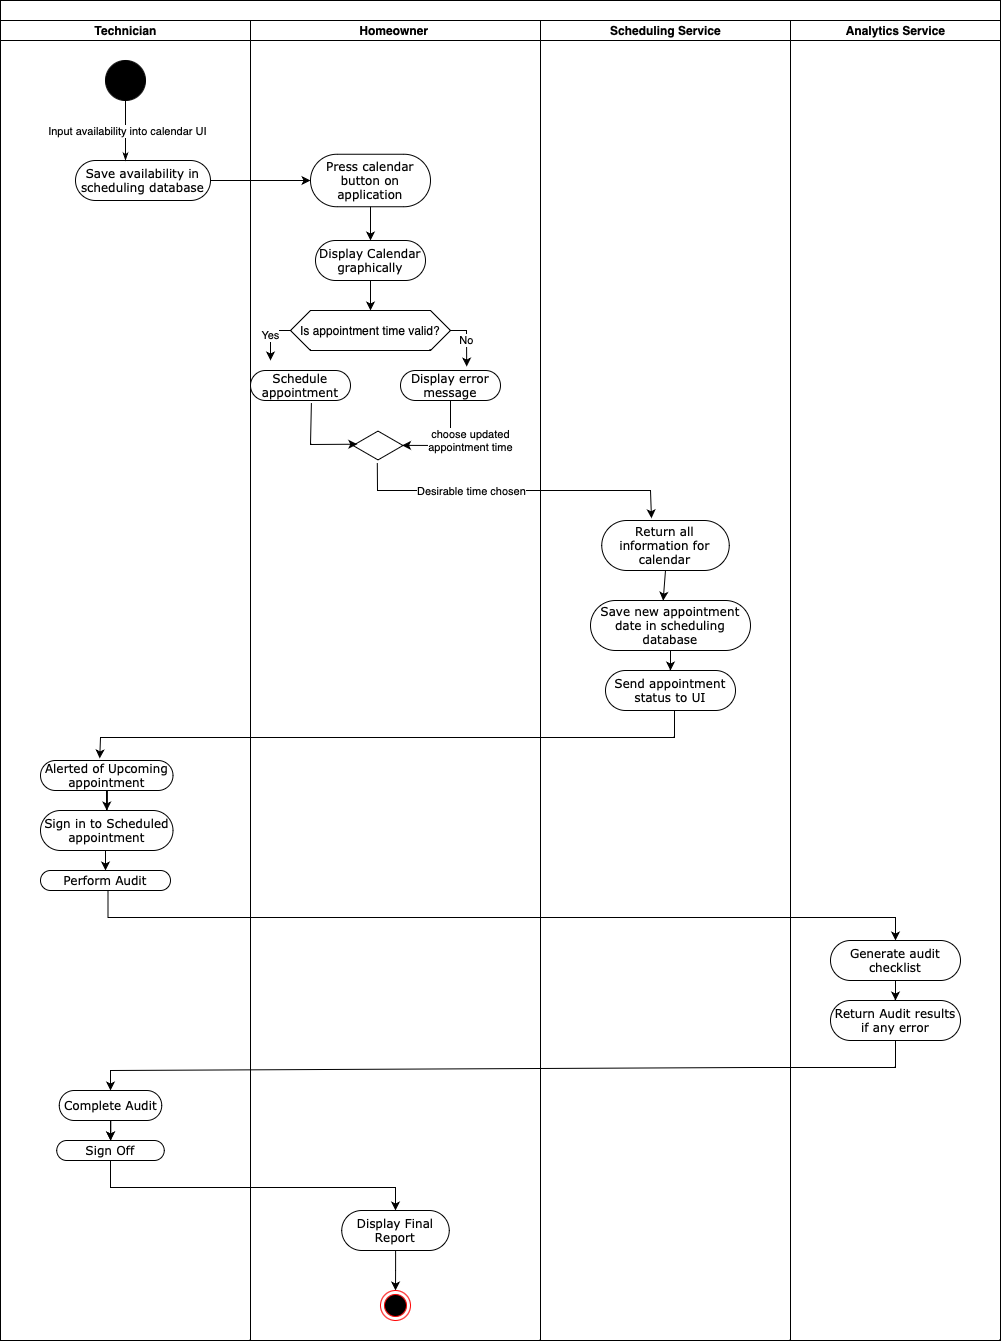 Technician
Homeowner
Scheduling Service
Analytics Service
Input availability into calendar UI
Save availability in
scheduling database
Press calendar
button on
application
Display Calendar
graphically
Is appointment time valid?
Yes
No
Schedule
appointment
Display error
message
choose updated
appointment time
Desirable time chosen
Return all
information for
calendar
Save new appointment
date in scheduling
database
Send appointment
status to UI
Alerted of Upcoming
appointment
Sign in to Scheduled
appointment
Perform Audit
Generate audit
checklist
Return Audit results
if any error
Complete Audit
Sign Off
Display Final
Report